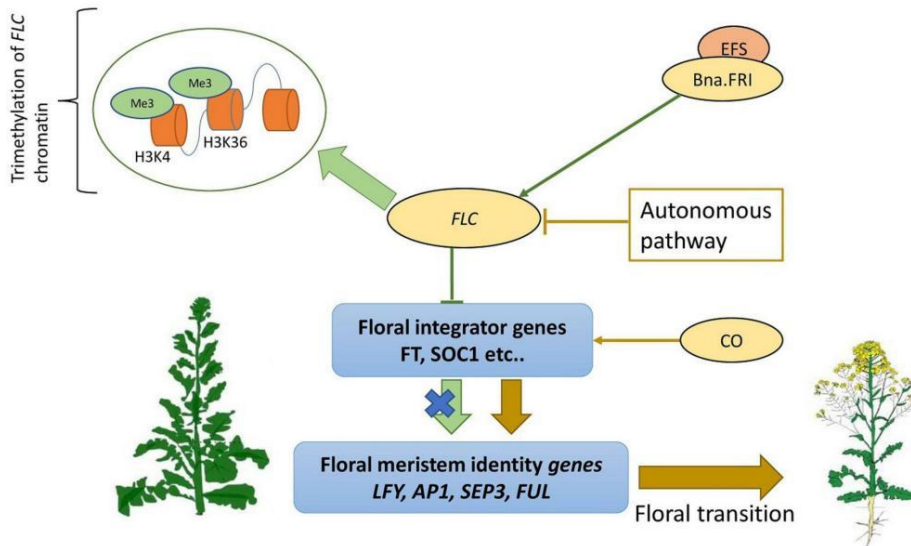 Trimethylation of FLC
chromatin
Me3
Me3
H3K4
H3K36
EFS
Bna.FRI
FLC
Autonomous
pathway
Floral integrator genes
FT, SOC1 etc..
CO
Floral meristem identity genes
LFY, AP1, SEP3, FUL
Floral transition